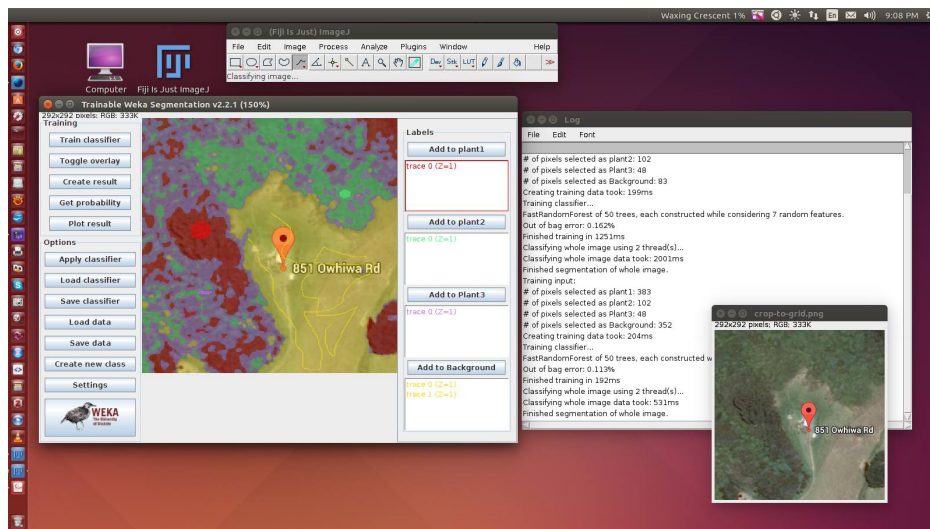 Waxing Crescent 1%
En
9:08 PM
Computer
Fiji Is Just ImageJ
(Fiji Is Just) ImageJ
File Edit Image Process Analyze Plugins Window Help
A Dev Stk LUT
Classifying image...
Trainable Weka Segmentation v2.2.1 (150%)
292x292 pixels; RGB; 333K
Training
Train classifier
Toggle overlay
Create result
Get probability
Plot result
Options
Apply classifier
Load classifier
Save classifier
Load data
Save data
Create new class
Settings
WEKA
The University
of Waikato
851 Owhiwa Rd
Labels
Add to plant1
trace 0 (Z=1)
Add to plant2
trace 0 (Z=1)
Add to Plant3
trace 0 (Z=1)
Add to Background
trace 0 (Z=1)
trace 1 (Z=1)
Log
File Edit Font
# of pixels selected as plant2: 102
# of pixels selected as Plant3: 48
# of pixels selected as Background: 83
Creating training data took: 199ms
Training classifier...
FastRandomForest of 50 trees, each constructed while considering 7 random features.
Out of bag error: 0.162%
Finished training in 1251ms
Classifying whole image using 2 thread(s)...
Classifying whole image data took: 2001ms
Finished segmentation of whole image.
Training input:
# of pixels selected as plant1: 383
# of pixels selected as plant2: 102
# of pixels selected as Plant3: 48
# of pixels selected as Background: 352
Creating training data took: 204ms
Training classifier...
FastRandomForest of 50 trees, each constructed w
Out of bag error: 0.113%
Finished training in 192ms
Classifying whole image using 2 thread(s)...
Classifying whole image data took: 531ms
Finished segmentation of whole image.
crop-to-grld.png
292x292 pixels; RGB; 333K
851 Owhiwa Rd